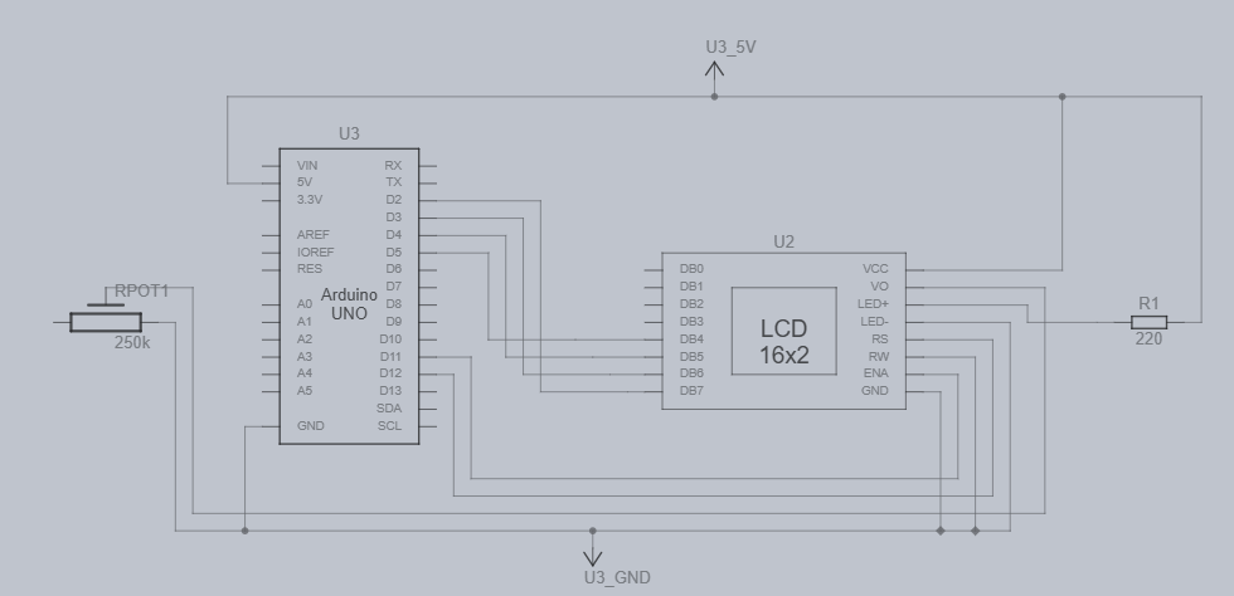 U3_5V
U3
VIN RX
5V TX
3.3V D2
D3
AREF D4
IOREF D5
RES D6
D7
A0 D8
A1 D9
A2 D10
A3 D11
A4 D12
A5 D13
SDA
GND SCL
Arduino
UNO
RPOT1
250k
U2
DB0 VCC
DB1 VO
DB2 LED+
DB3 LED-
DB4 RS
DB5 RW
DB6 ENA
DB7 GND
LCD
16x2
R1
220
U3_GND